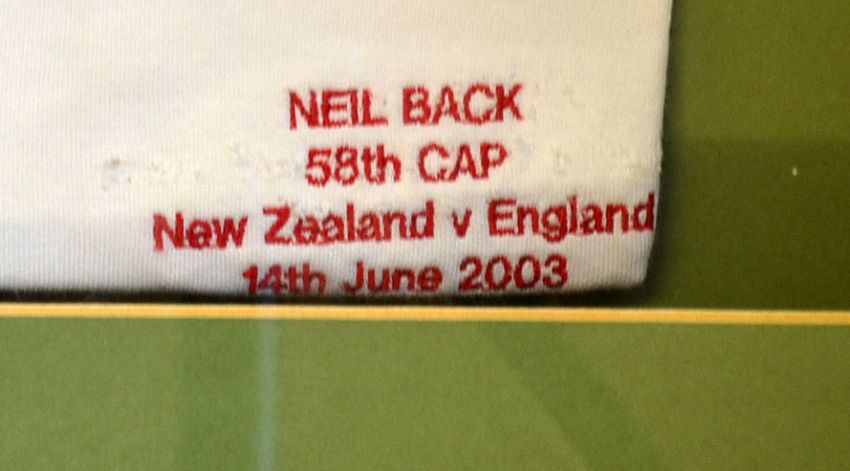 NEIL BACK
58th CAP
New Zealand v England
14th June 2003